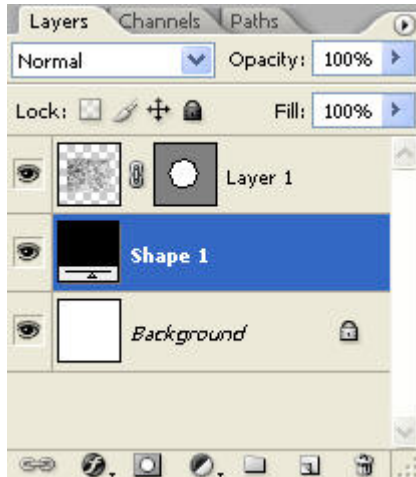 Layers Channels Paths
Normal Opacity: 100%
Lock: Fill: 100%
Layer 1
Shape 1
Background